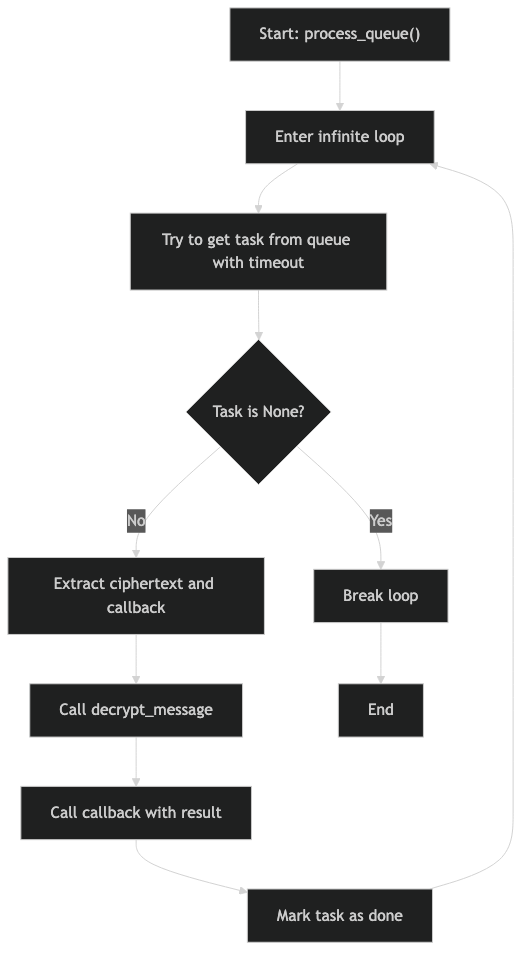 Start: process_queue()
Enter infinite loop
Try to get task from queue
with timeout
Task is None?
No
Yes
Extract ciphertext and
callback
Break loop
Call decrypt_message
End
Call callback with result
Mark task as done